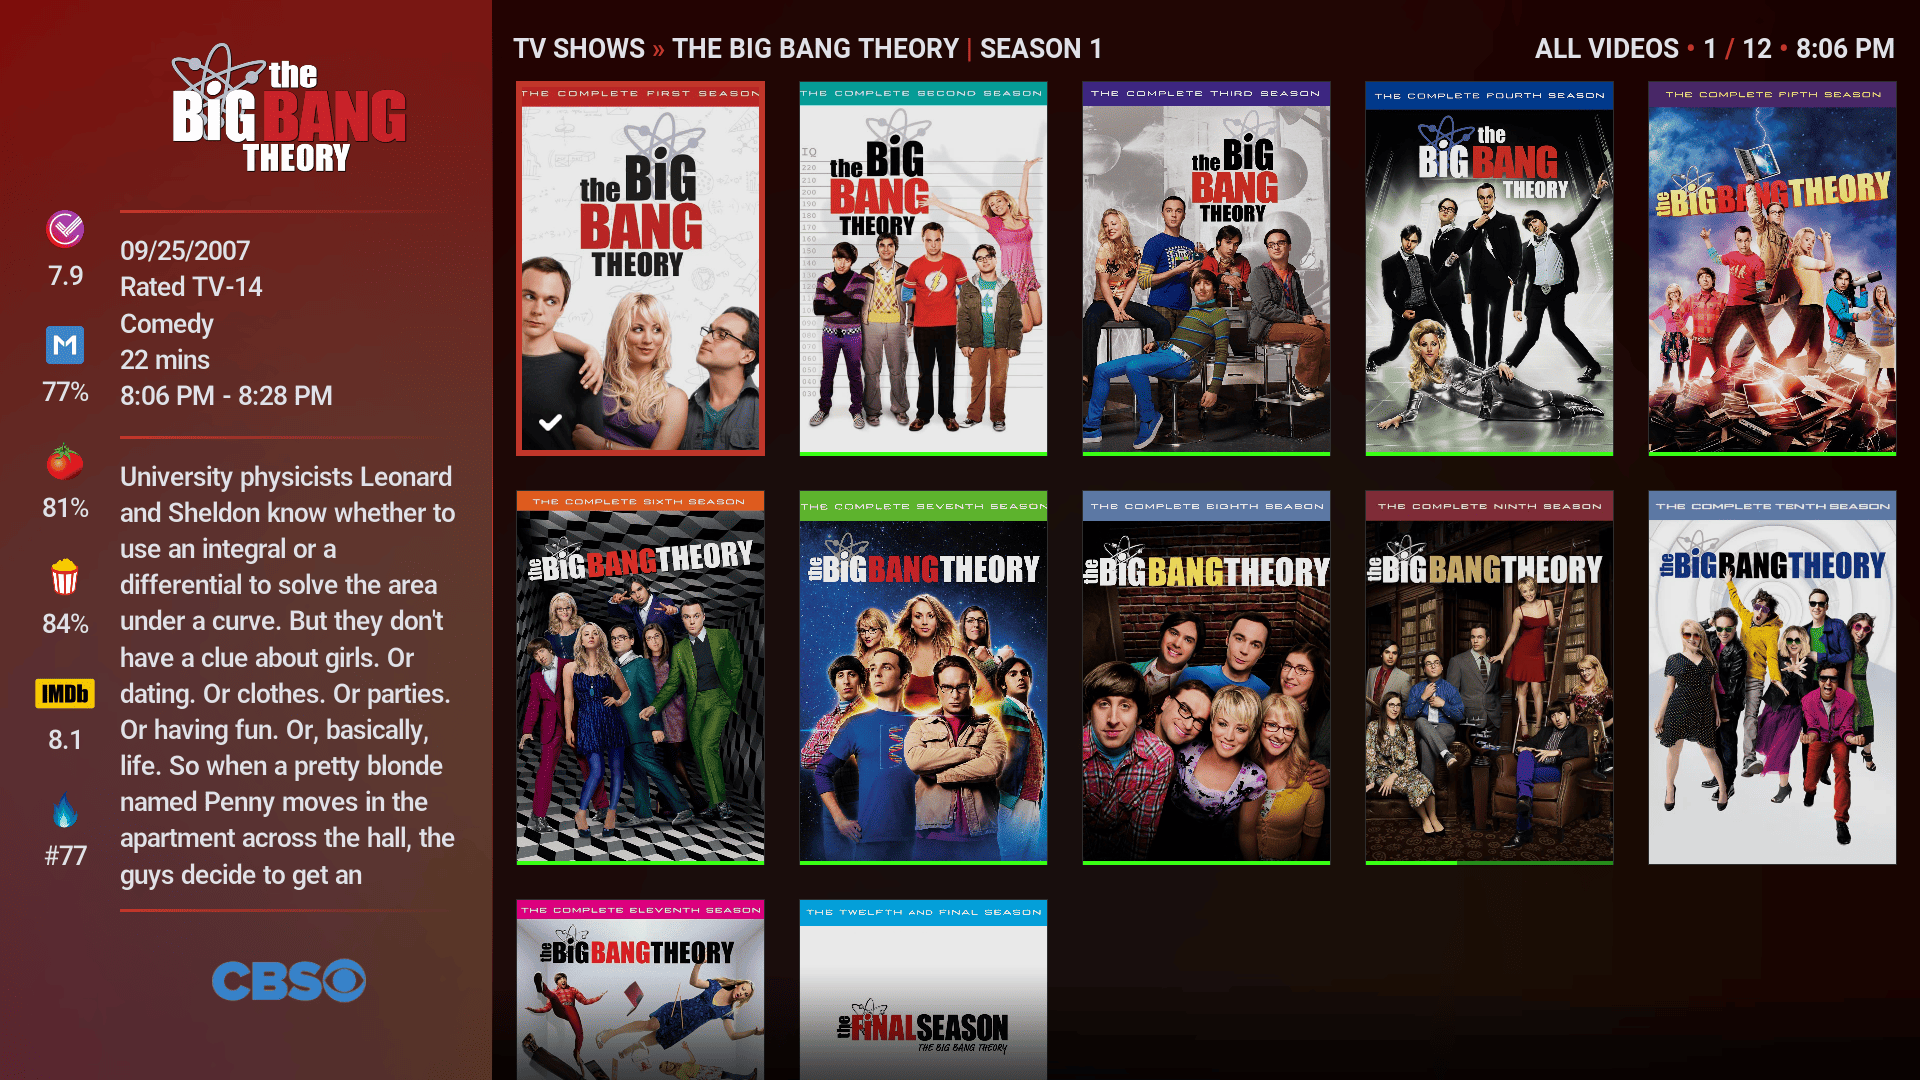 the
BiG BANG
THEORY
7.9
77%
81%
84%
IMDb
8.1
#77
09/25/2007
Rated TV-14
Comedy
22 mins
8:06 PM - 8:28 PM
University physicists Leonard
and Sheldon know whether to
use an integral or a
differential to solve the area
under a curve. But they don't
have a clue about girls. Or
dating. Or clothes. Or parties.
Or having fun. Or, basically,
life. So when a pretty blonde
named Penny moves in the
apartment across the hall, the
guys decide to get an
CBS
TV SHOWS » THE BIG BANG THEORY | SEASON 1
ALL VIDEOS • 1 / 12 • 8:06 PM
THE COMPLETE FIRST SEASON
the BiG
BANG
THEORY
THE COMPLETE SECOND SEASON
IQ
the BiG
BANG
THEORY
THE COMPLETE THIRD SEASON
the BiG
BANG
THEORY
THE COMPLETE FOURTH SEASON
the
BiG BANG
THEORY
THE COMPLETE FIFTH SEASON
the BiG BANG THEORY
THE COMPLETE SIXTH SEASON
the BiG BANG THEORY
THE COMPLETE SEVENTH SEASON
the BiG BANG THEORY
THE COMPLETE EIGHTH SEASON
the BiG BANG THEORY
THE COMPLETE NINTH SEASON
the BiG BANG THEORY
THE COMPLETE TENTH SEASON
the BiG BANG THEORY
THE COMPLETE ELEVENTH SEASON
the BiG BANG THEORY
THE TWELFTH AND FINAL SEASON
the FiNAL SEASON
THE BIG BANG THEORY